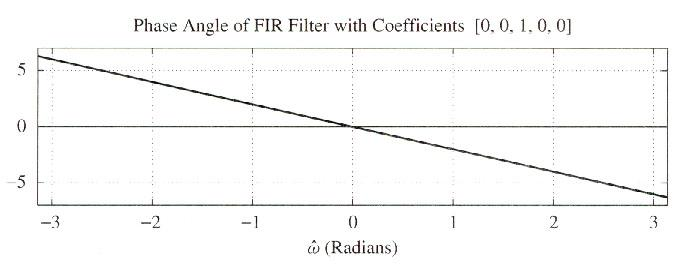 Phase Angle of FIR Filter with Coefficients [0, 0, 1, 0, 0]
5
0
−5
−3 −2 −1 0 1 2 3
ω̂ (Radians)